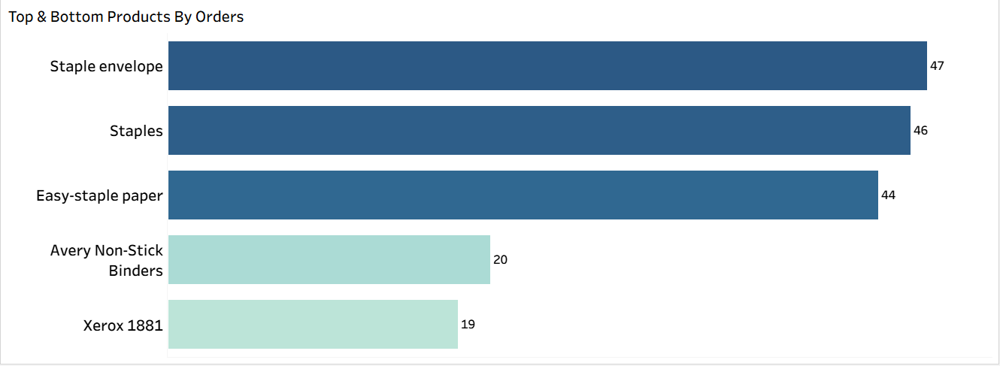 Top & Bottom Products By Orders
Staple envelope
47
Staples
46
Easy-staple paper
44
Avery Non-Stick
Binders
20
Xerox 1881
19